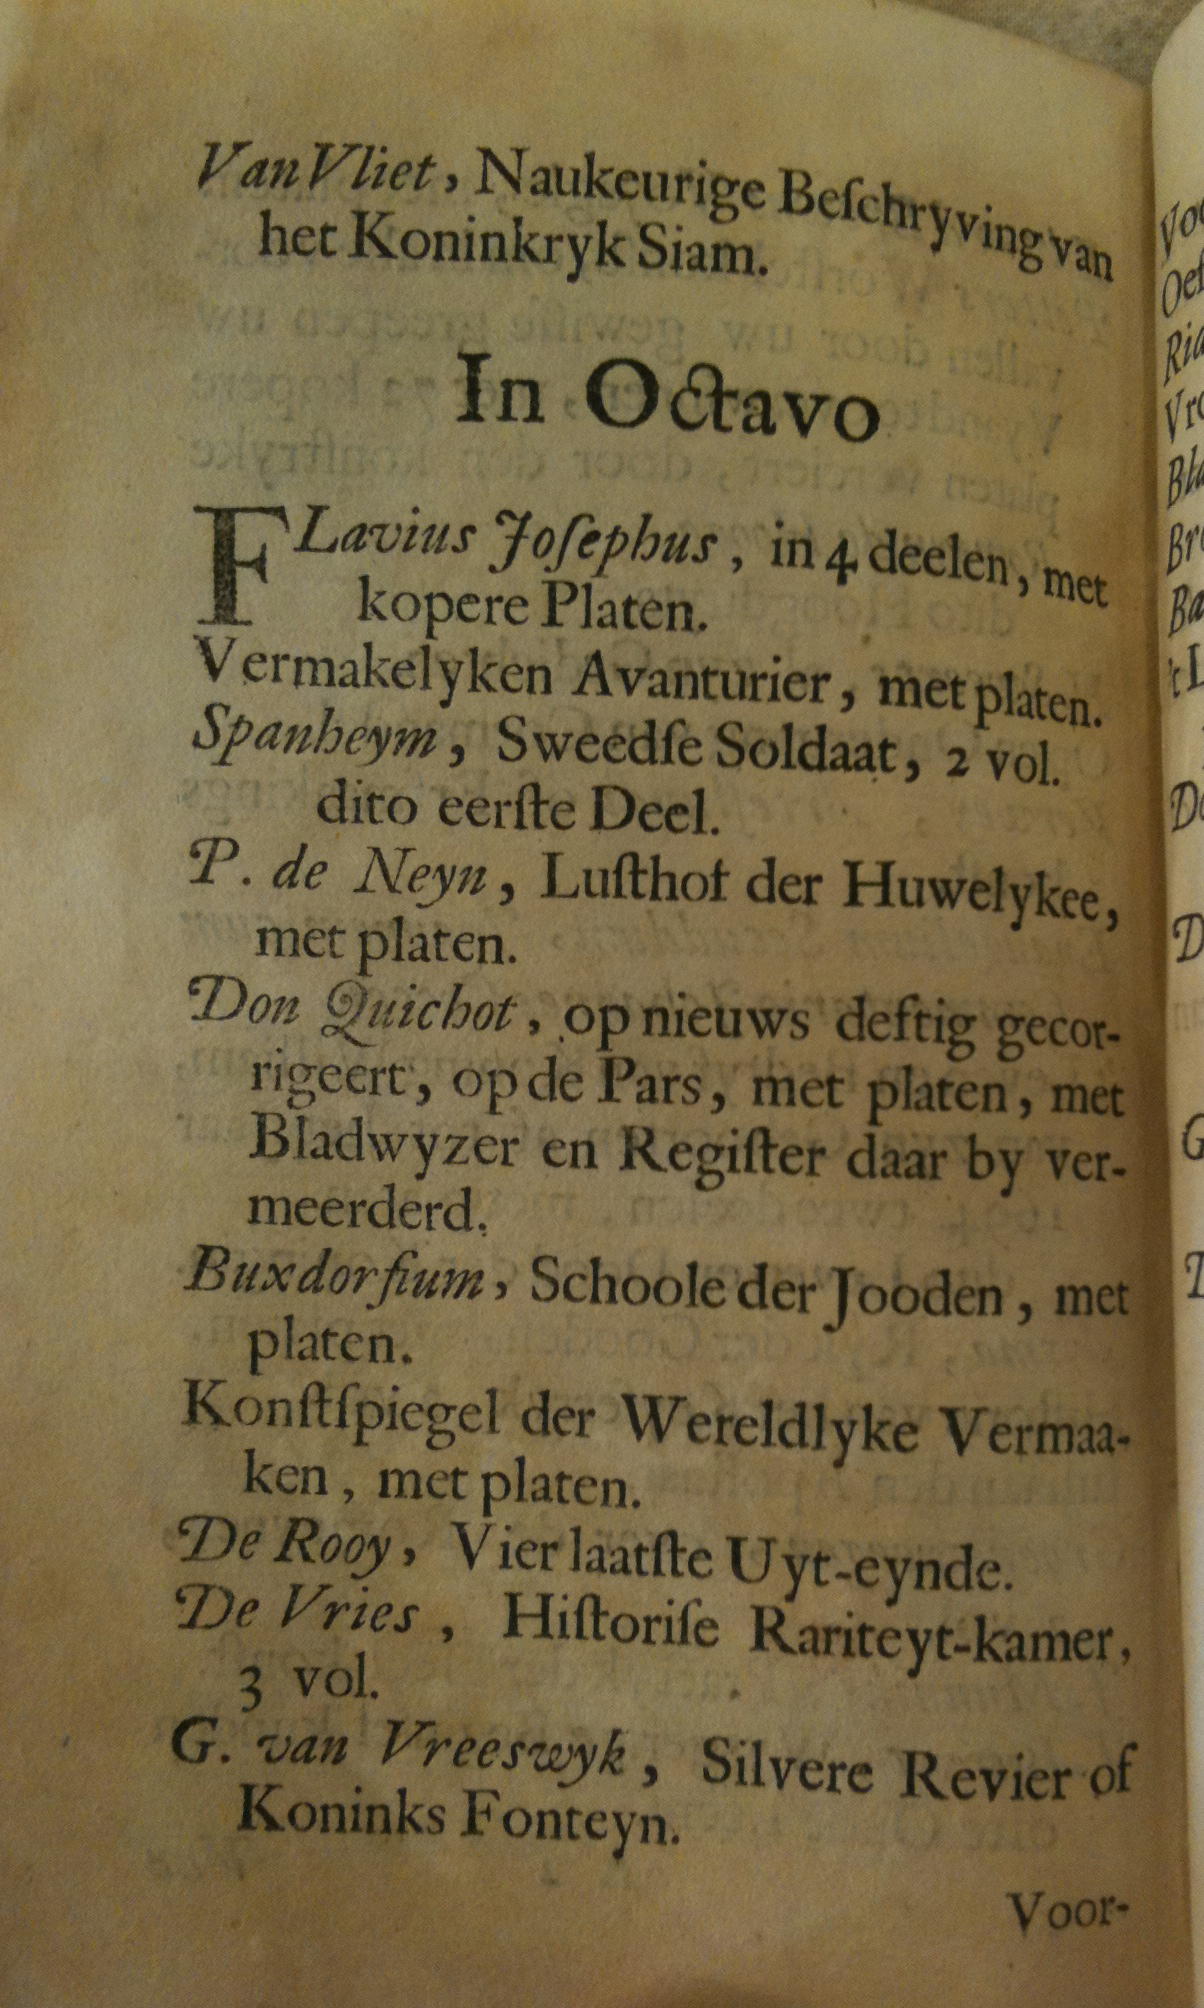 Van Vliet, Naukeurige Beſchryving van
het Koninkryk Siam.
In Octavo
FLavius Joſephus, in 4 deelen, met
kopere Platen.
Vermakelyken Avanturier, met platen.
Spanheym, Sweedſe Soldaat, 2 vol.
dito eerſte Deel.
P. de Neyn, Luſthof der Huwelykee,
met platen.
Don Quichot, op nieuws deftig gecor-
rigeert, op de Pars, met platen, met
Bladwyzer en Regiſter daar by ver-
meerderd.
Buxdorfium, Schoole der Jooden, met
platen.
Konſtſpiegel der Wereldlyke Vermaa-
ken, met platen.
De Rooy, Vier laatſte Uyt-eynde.
De Vries, Hiſtoriſe Rariteyt-kamer,
3 vol.
G. van Vreeswyk, Silvere Revier of
Koninks Fonteyn.
Voor-